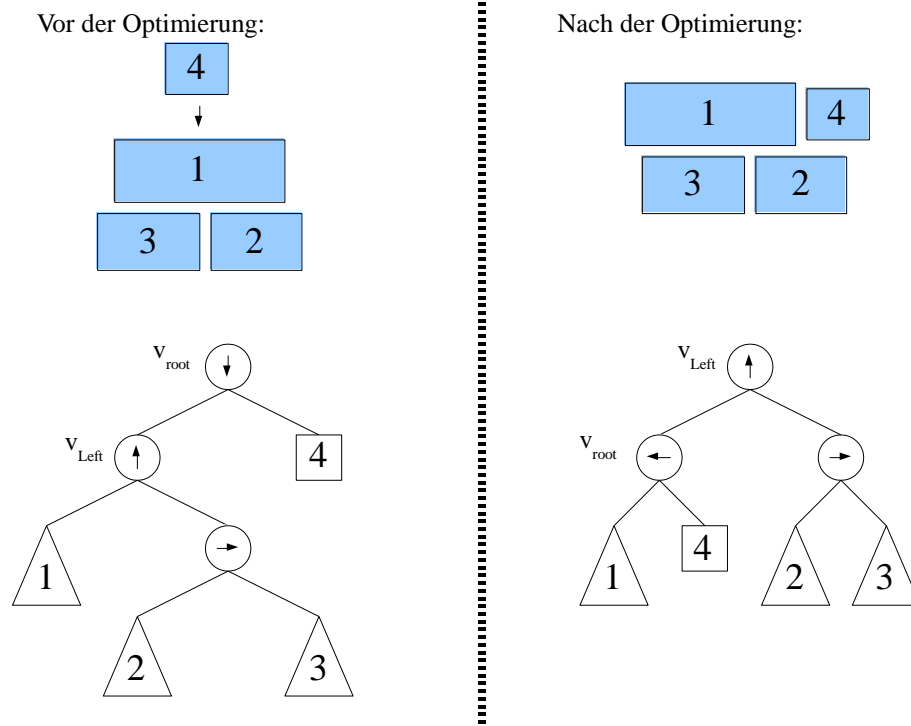 Vor der Optimierung:
4
1
3 2
v_root
v_Left
4
1
2 3
Nach der Optimierung:
1 4
3 2
v_Left
v_root
1 4 2 3